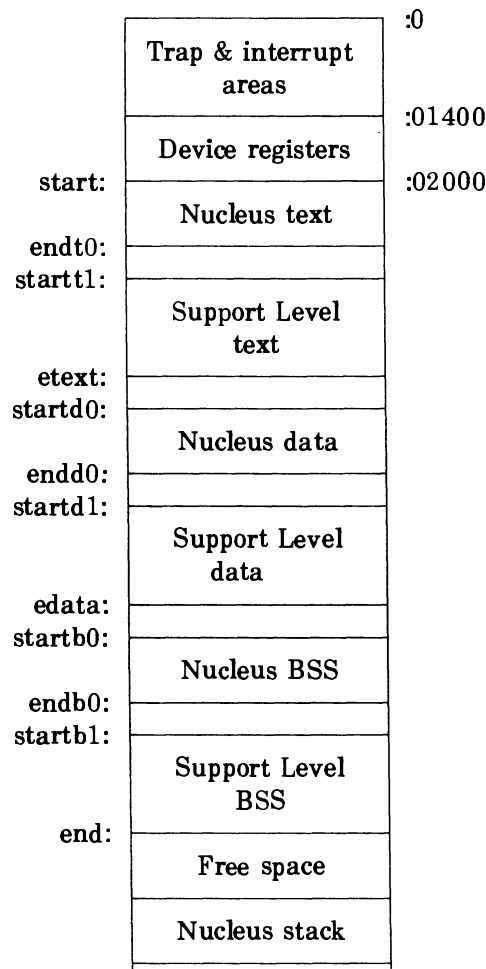 :0
Trap & interrupt
areas
:01400
Device registers
start:
:02000
Nucleus text
endt0:
startt1:
Support Level
text
etext:
startd0:
Nucleus data
endd0:
startd1:
Support Level
data
edata:
startb0:
Nucleus BSS
endb0:
startb1:
Support Level
BSS
end:
Free space
Nucleus stack